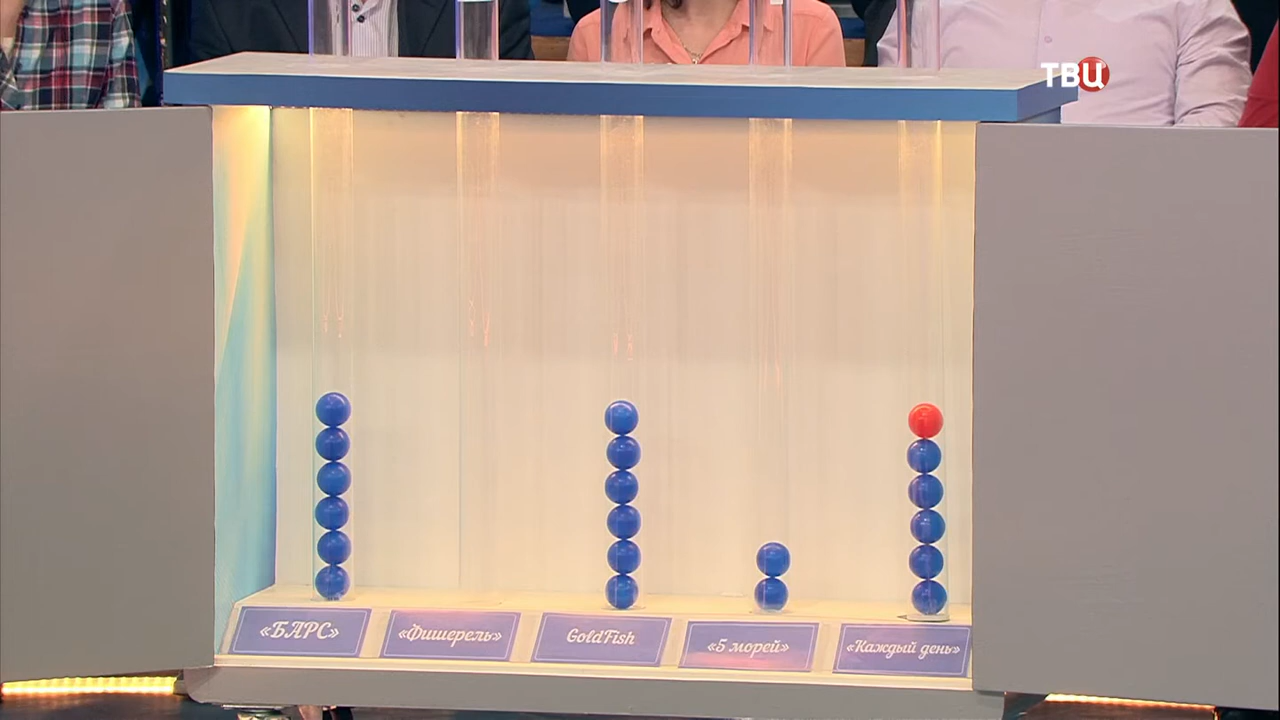 ТВЦ
«БАРС»
«Фишерель»
GoldFish
«5 морей»
«Каждый день»